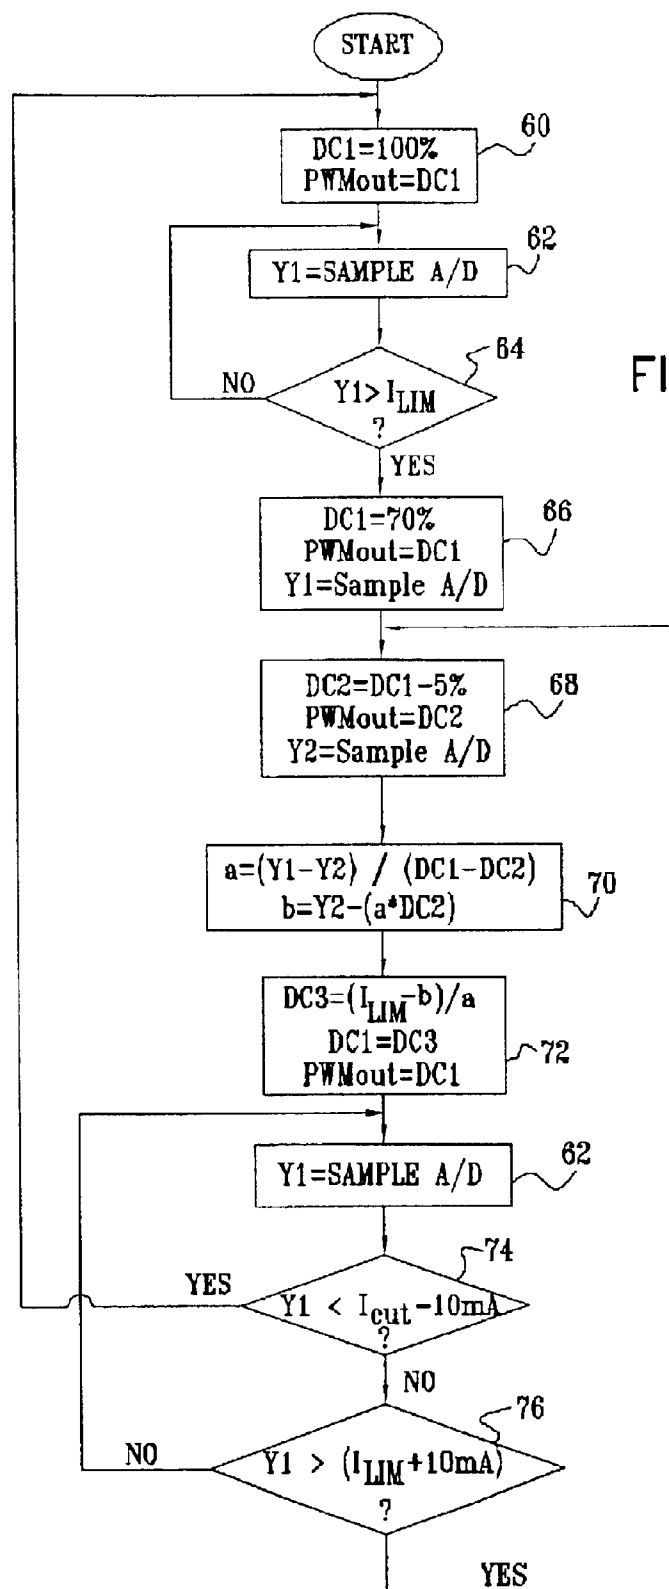 START
60
DC1=100%
PWMout=DC1
62
Y1=SAMPLE A/D
64
NO
Y1>I_LIM
?
FI
YES
66
DC1=70%
PWMout=DC1
Y1=Sample A/D
68
DC2=DC1-5%
PWMout=DC2
Y2=Sample A/D
a=(Y1-Y2) / (DC1-DC2)
b=Y2-(a*DC2)
70
DC3=(I_LIM-b)/a
DC1=DC3
PWMout=DC1
72
Y1=SAMPLE A/D
62
74
YES
Y1 < I_cut-10mA
?
NO
76
NO
Y1 > (I_LIM+10mA)
?
YES